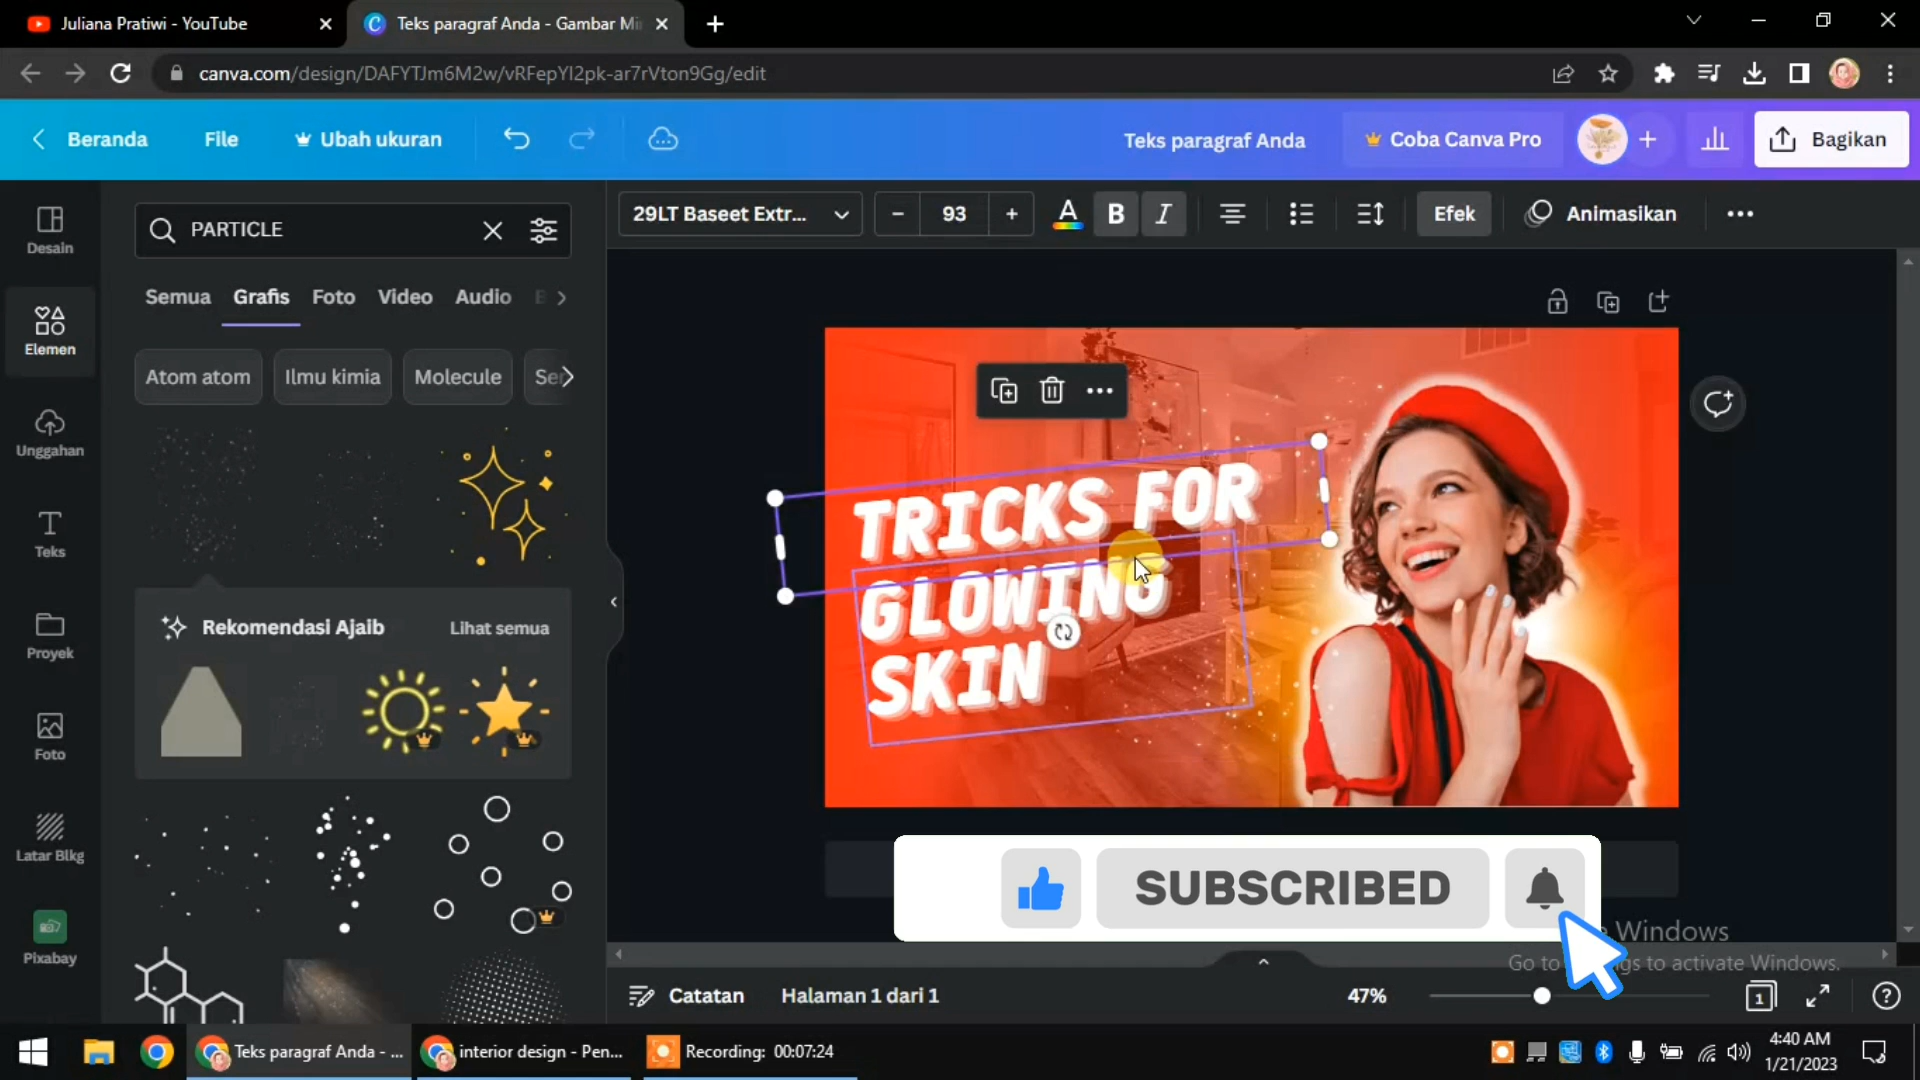 Juliana Pratiwi - YouTube
Teks paragraf Anda - Gambar Mi
canva.com/design/DAFYTJm6M2w/vRFepYI2pk-ar7rVton9Gg/edit
Beranda
File
Ubah ukuran
Teks paragraf Anda
Coba Canva Pro
Bagikan
Desain
Elemen
Unggahan
Teks
Proyek
Foto
Latar Blkg
Pixabay
PARTICLE
Semua Grafis Foto Video Audio
Atom atom Ilmu kimia Molecule
Rekomendasi Ajaib Lihat semua
29LT Baseet Extr...
− 93 +
A B I
Efek
Animasikan
TRICKS FOR
GLOWING
SKIN
SUBSCRIBED
Windows
Go to gs to activate Windows.
Catatan
Halaman 1 dari 1
47%
1
Teks paragraf Anda - ...
interior design - Pen...
Recording: 00:07:24
4:40 AM
1/21/2023